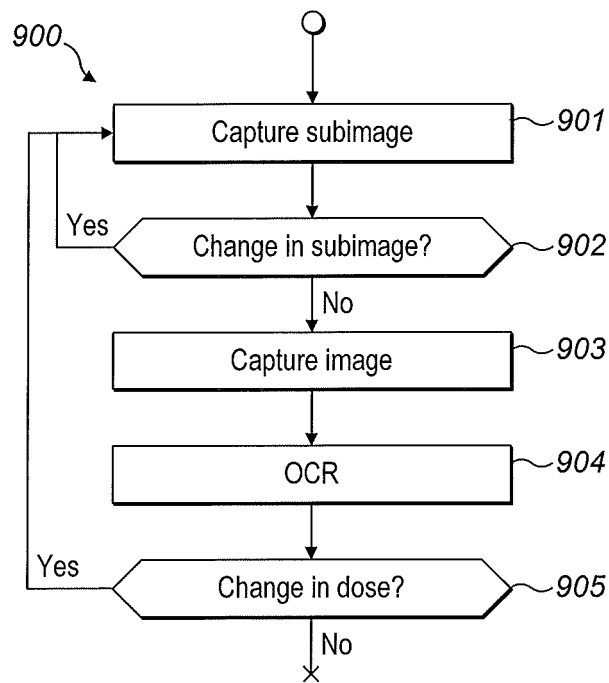 900
Capture subimage
901
Yes
Change in subimage?
902
No
Capture image
903
OCR
904
Yes
Change in dose?
905
No